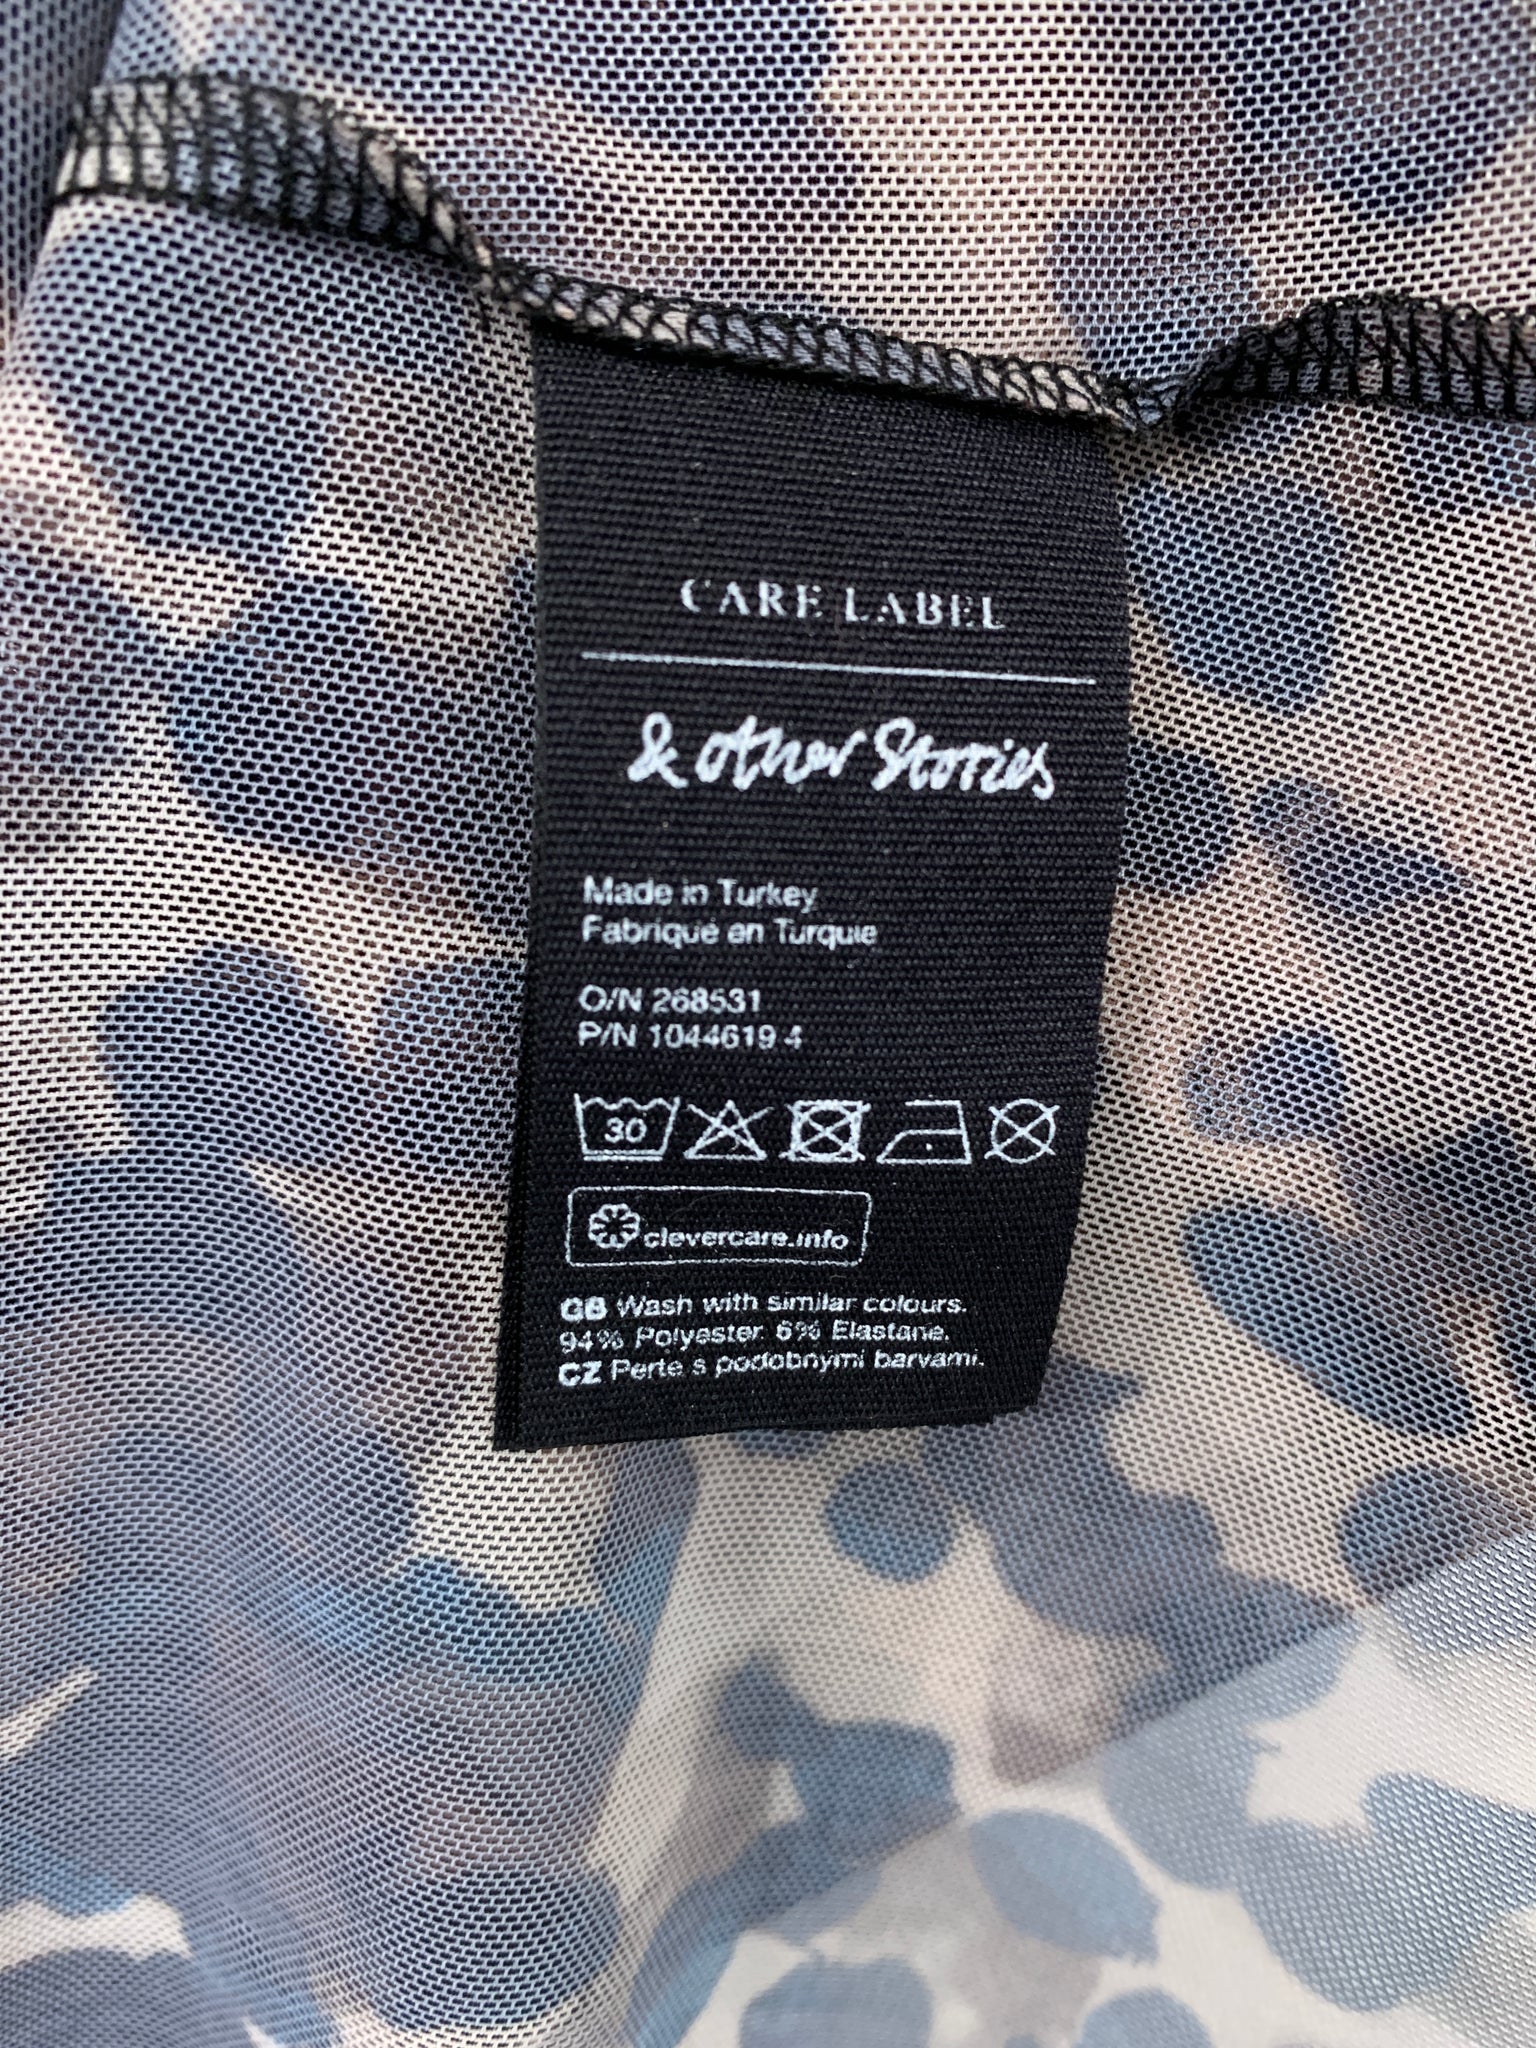 CARE LABEL
& other Stories
Made in Turkey
Fabriqué en Turquie
O/N 268531
P/N 1044619 4
30
clevercare.info
GB Wash with similar colours.
94% Polyester. 6% Elastane.
CZ Perte s podobnými barvami.